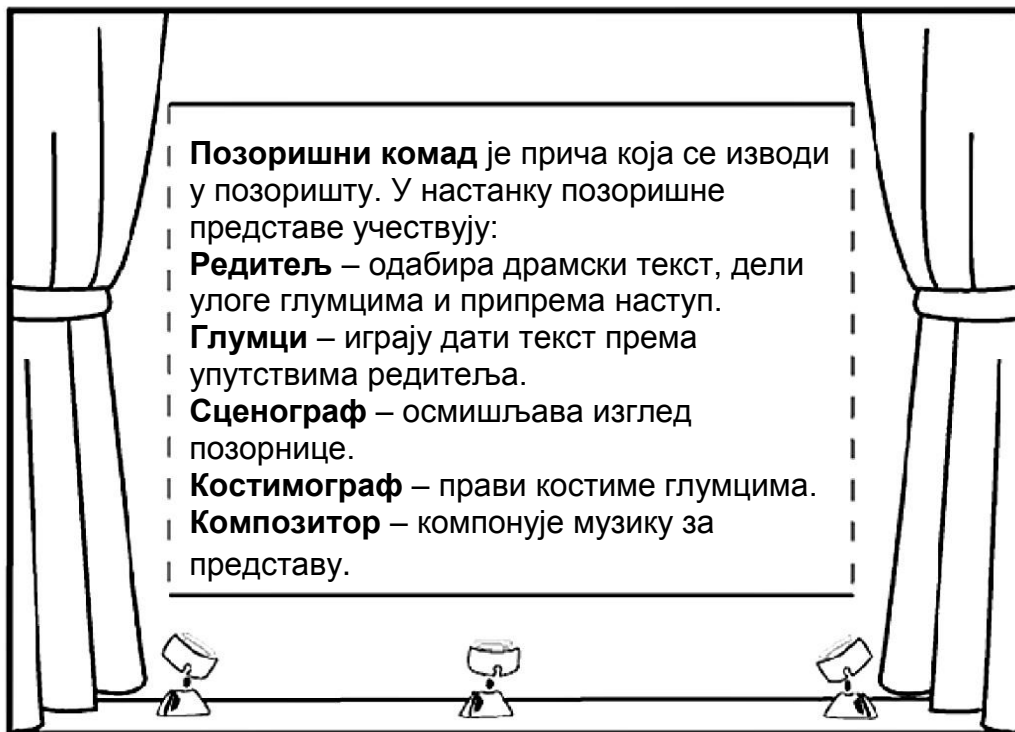 Позоришни комад је прича која се изводи
у позоришту. У настанку позоришне
представе учествују:
Редитељ – одабира драмски текст, дели
улоге глумцима и припрема наступ.
Глумци – играју дати текст према
упутствима редитеља.
Сценограф – осмишљава изглед
позорнице.
Костимограф – прави костиме глумцима.
Композитор – компонује музику за
представу.